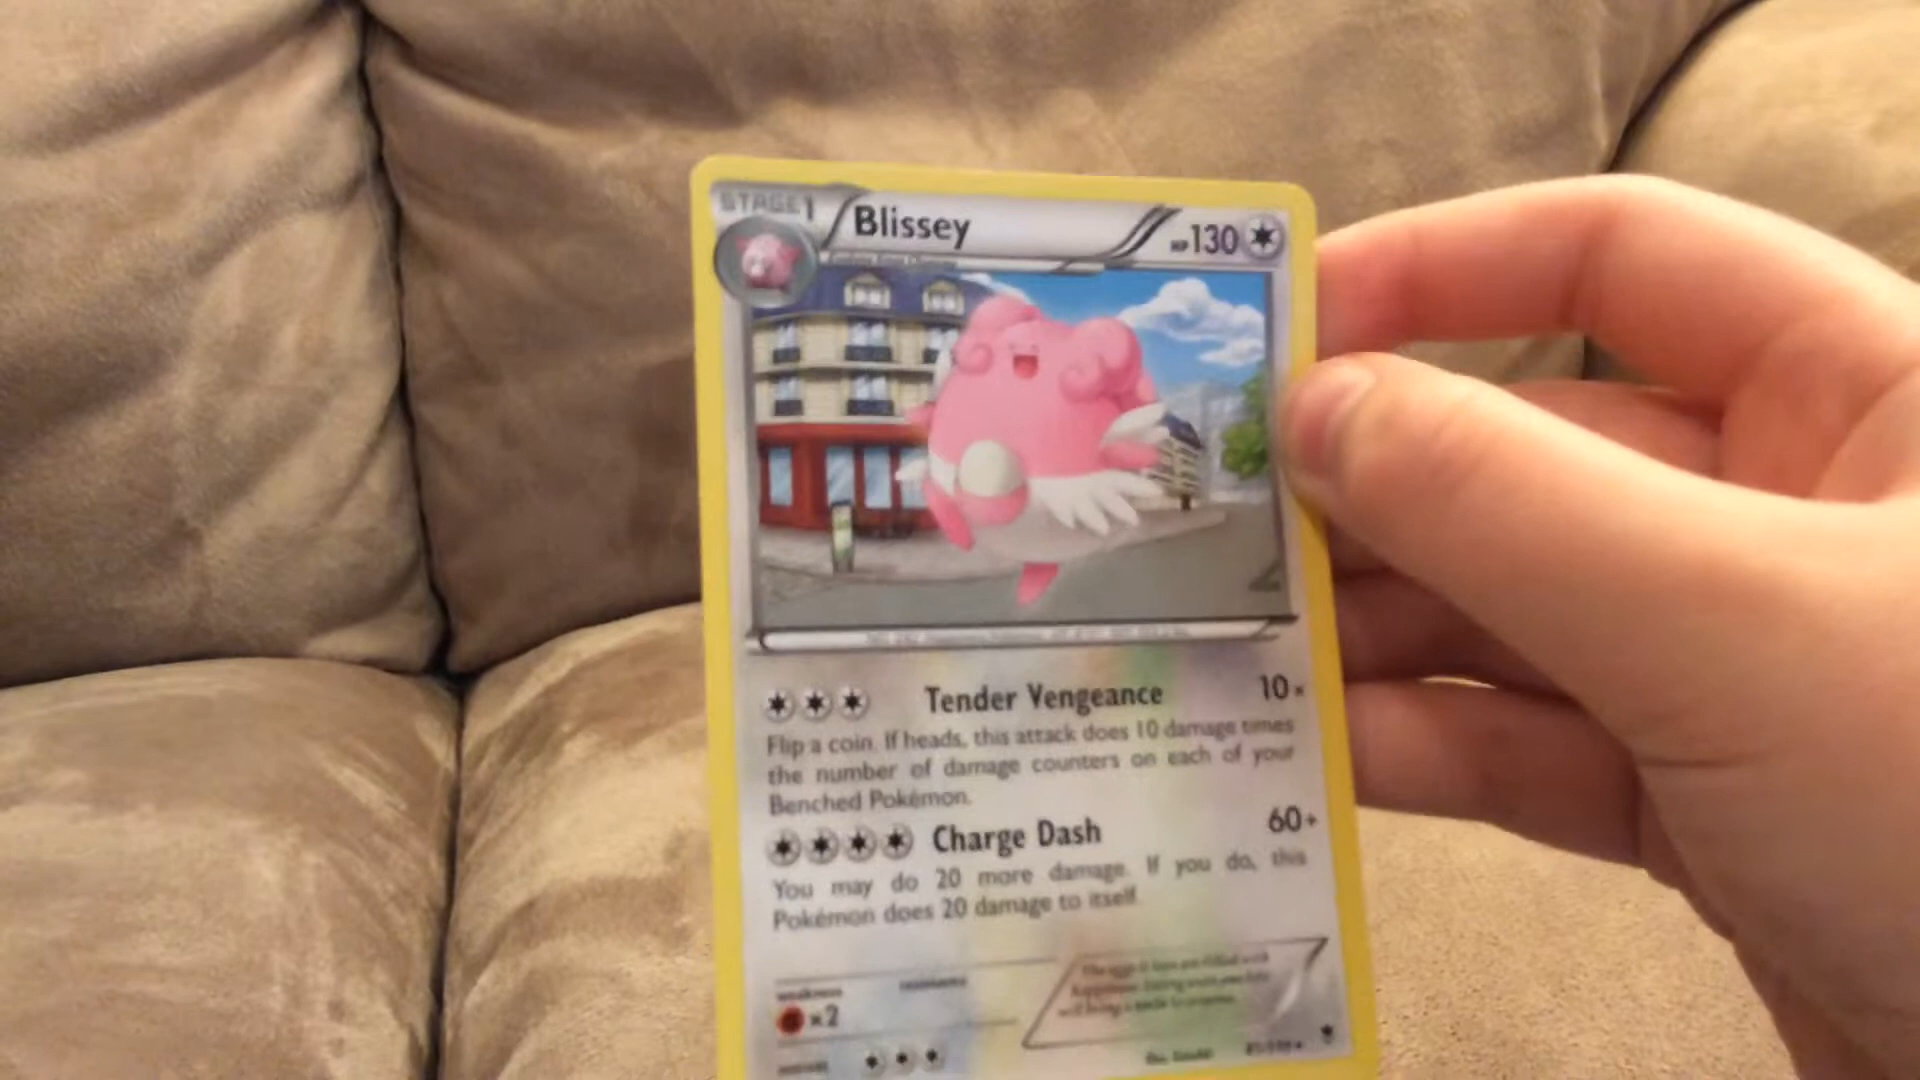 STAGE 1
Blissey
HP 130
Tender Vengeance 10×
Flip a coin. If heads, this attack does 10 damage times
the number of damage counters on each of your
Benched Pokémon.
Charge Dash 60+
You may do 20 more damage. If you do, this
Pokémon does 20 damage to itself.
weakness resistance
×2